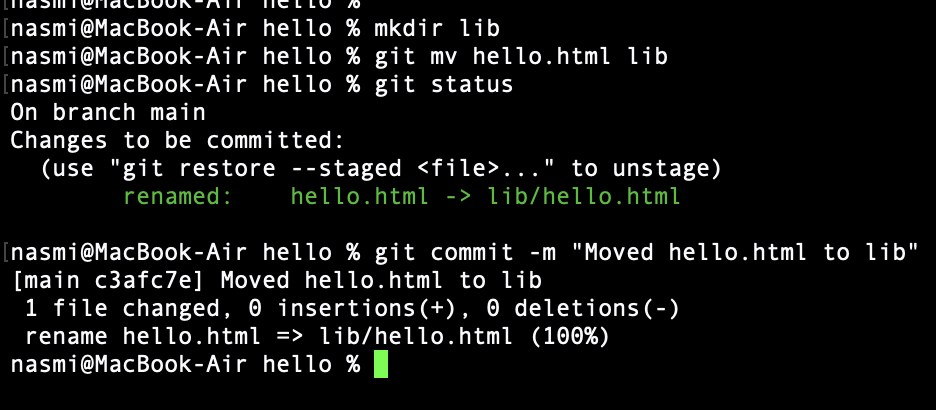 nasmi@MacBook-Air hello %
[nasmi@MacBook-Air hello % mkdir lib
[nasmi@MacBook-Air hello % git mv hello.html lib
[nasmi@MacBook-Air hello % git status
On branch main
Changes to be committed:
  (use "git restore --staged <file>..." to unstage)
        renamed:    hello.html -> lib/hello.html
[nasmi@MacBook-Air hello % git commit -m "Moved hello.html to lib"
[main c3afc7e] Moved hello.html to lib
 1 file changed, 0 insertions(+), 0 deletions(-)
 rename hello.html => lib/hello.html (100%)
nasmi@MacBook-Air hello %